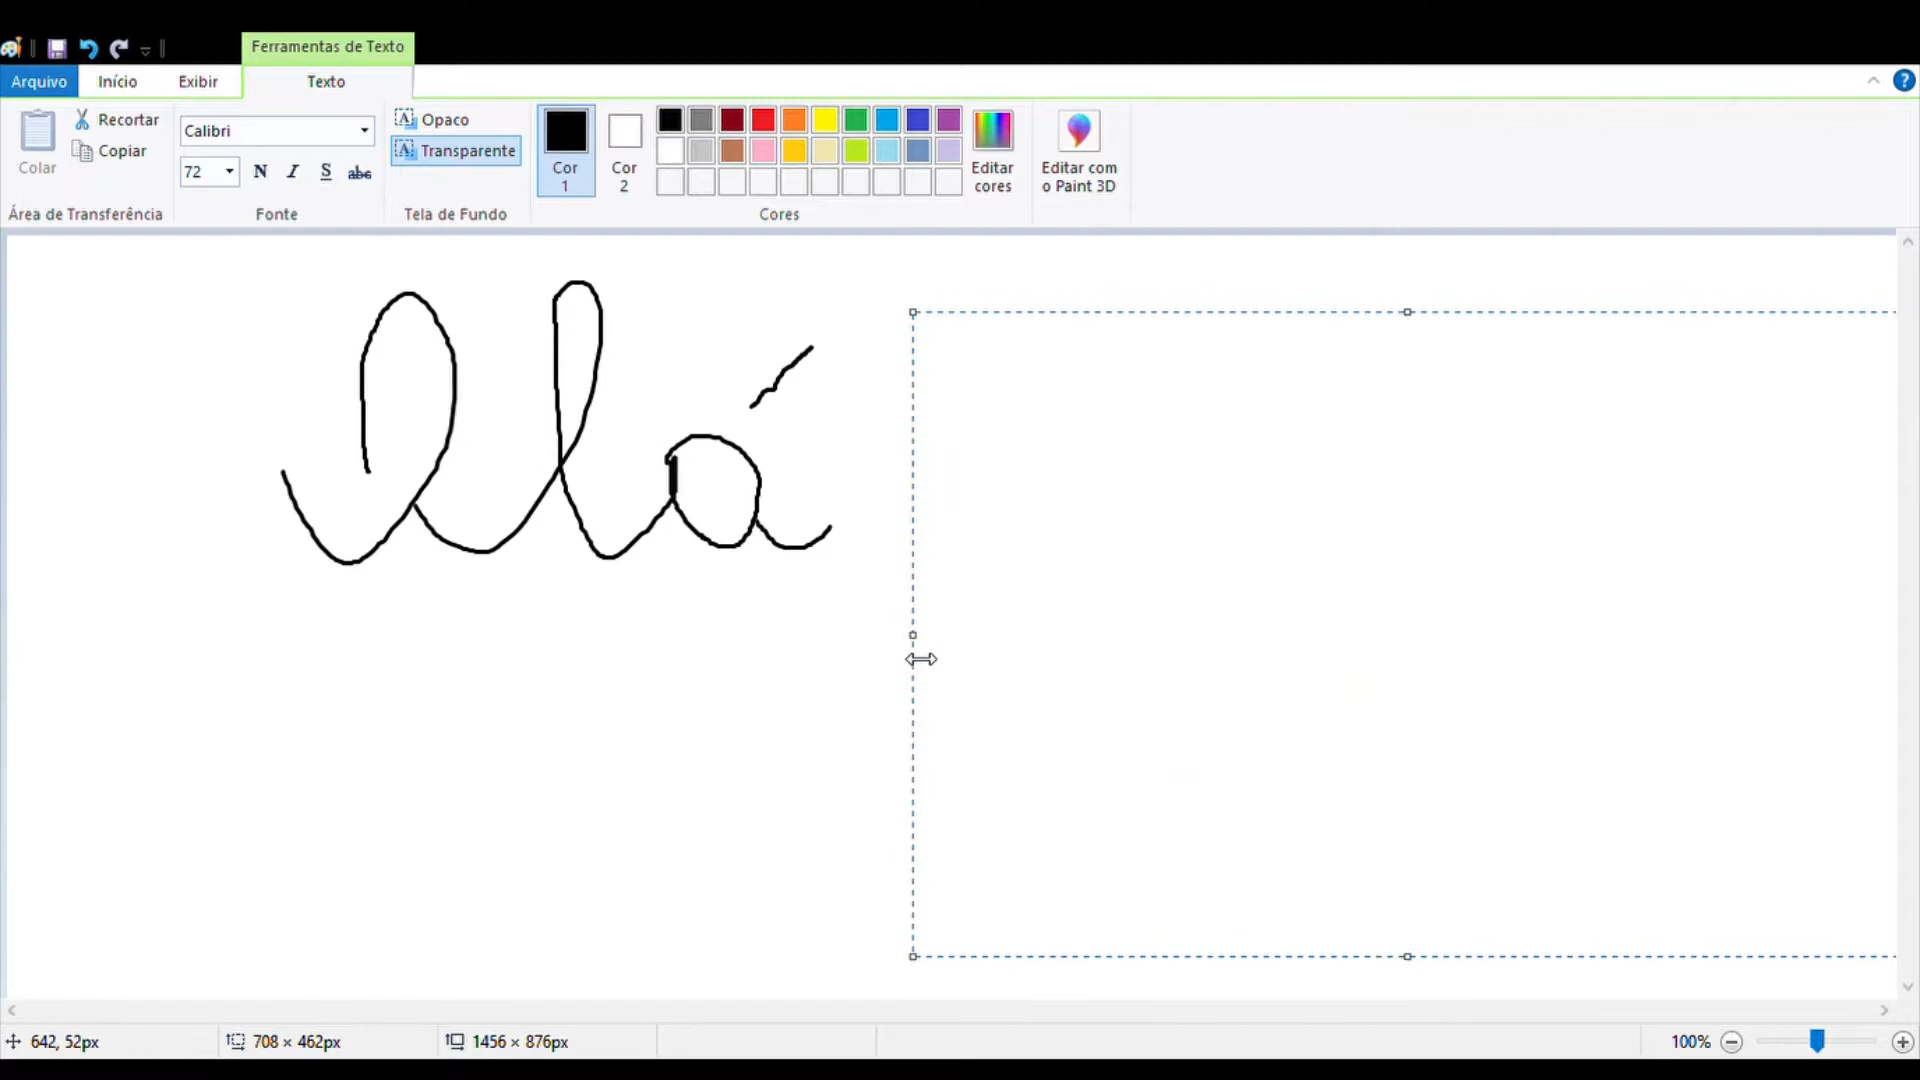 Ferramentas de Texto
Arquivo Início Exibir Texto
Colar Recortar Copiar
Área de Transferência
Calibri
72 N I S abc
Fonte
Opaco
Transparente
Tela de Fundo
Cor 1 Cor 2
Editar cores
Cores
Editar com o Paint 3D
Olá
642, 52px 708 × 462px 1456 × 876px 100%